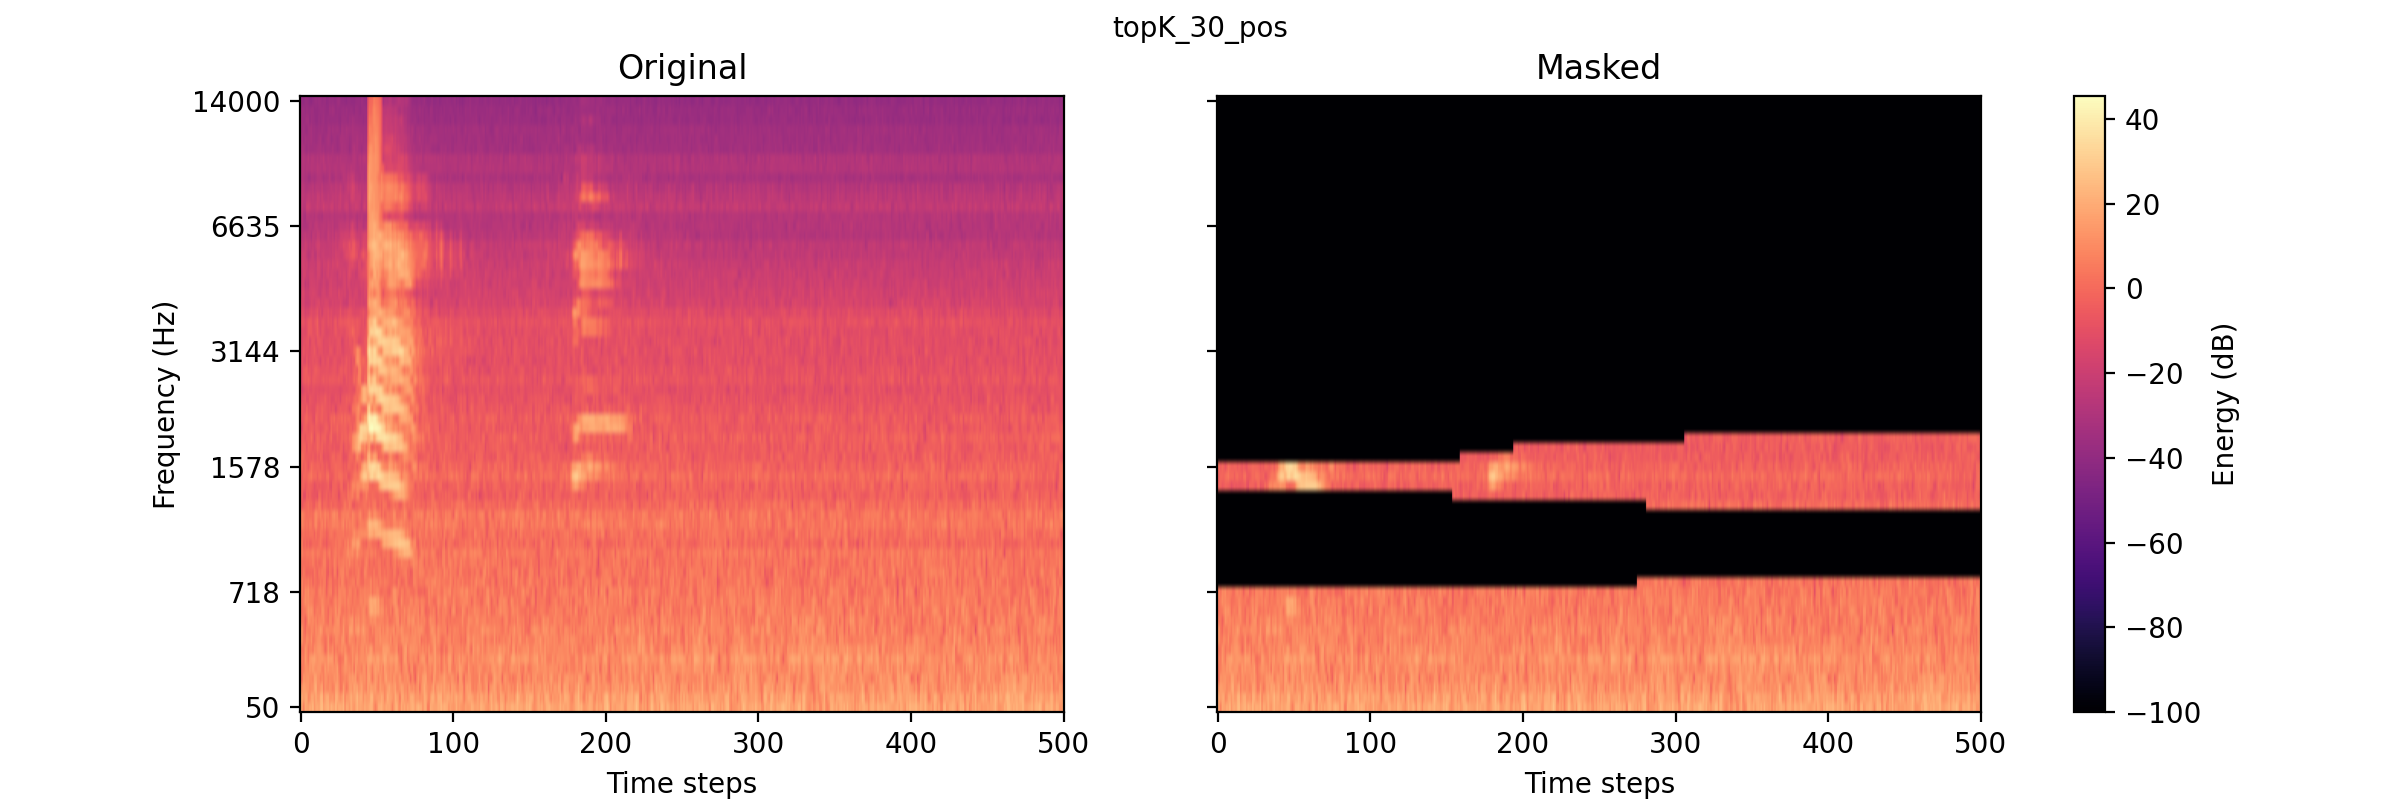 topK_30_pos
Original
Masked
14000
6635
3144
1578
718
50
Frequency (Hz)
0 100 200 300 400 500
Time steps
0 100 200 300 400 500
Time steps
40
20
0
−20
−40
−60
−80
−100
Energy (dB)